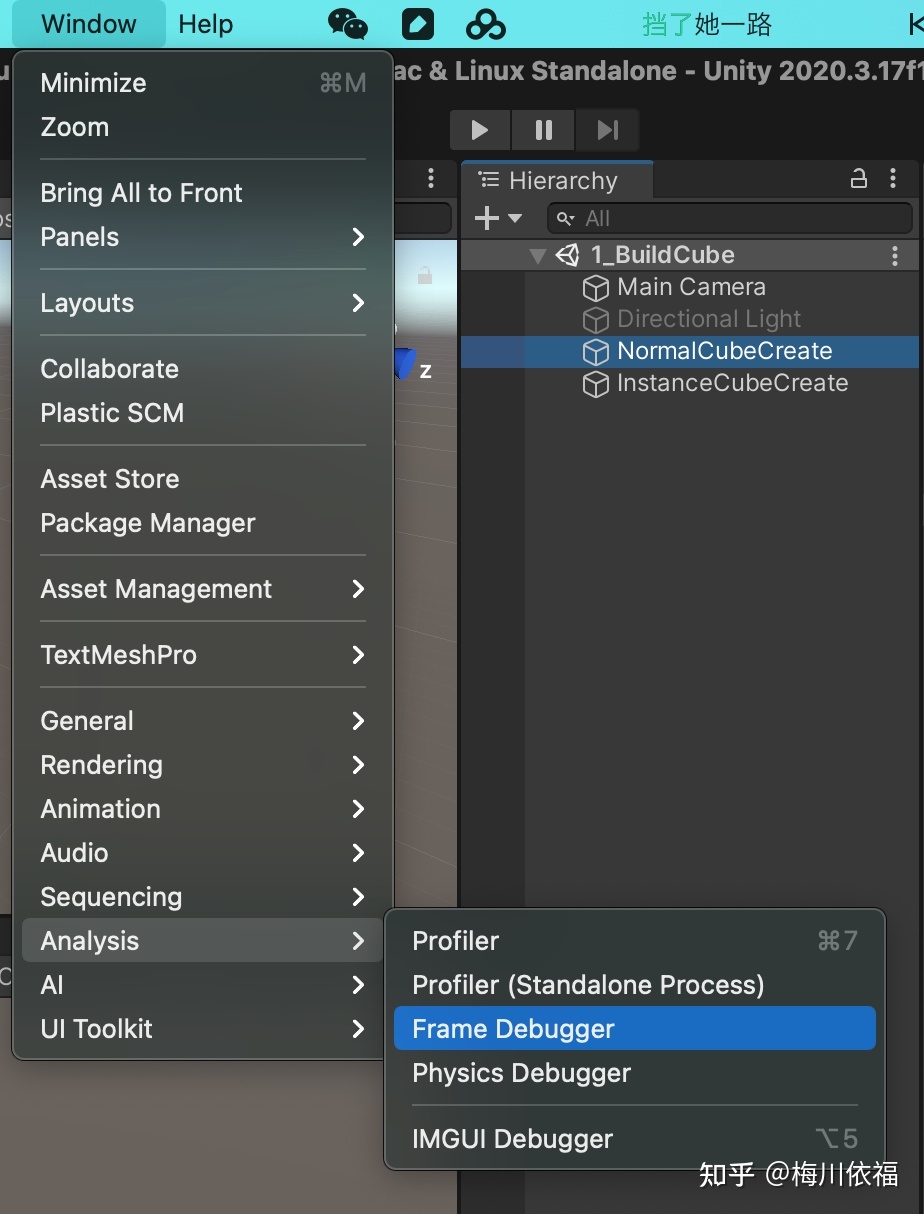 Window Help 挡了她一路
ac & Linux Standalone - Unity 2020.3.17f1
Minimize ⌘M
Zoom
Bring All to Front
Panels
Layouts
Collaborate
Plastic SCM
Asset Store
Package Manager
Asset Management
TextMeshPro
General
Rendering
Animation
Audio
Sequencing
Analysis
AI
UI Toolkit
Profiler ⌘7
Profiler (Standalone Process)
Frame Debugger
Physics Debugger
IMGUI Debugger ⌥5
Hierarchy
All
1_BuildCube
Main Camera
Directional Light
NormalCubeCreate
InstanceCubeCreate
z
知乎 @梅川依福